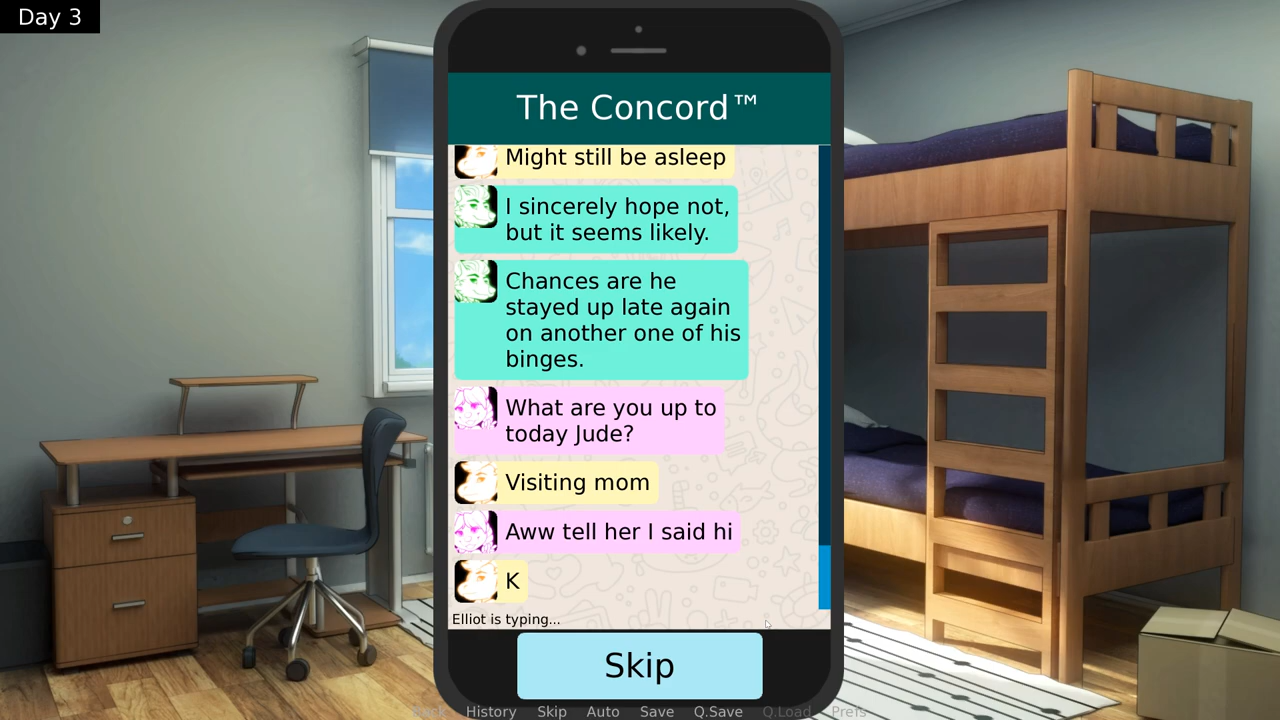 Day 3
The Concord™
Might still be asleep
I sincerely hope not,
but it seems likely.
Chances are he
stayed up late again
on another one of his
binges.
What are you up to
today Jude?
Visiting mom
Aww tell her I said hi
K
Elliot is typing...
Skip
Back History Skip Auto Save Q.Save Q.Load Prefs